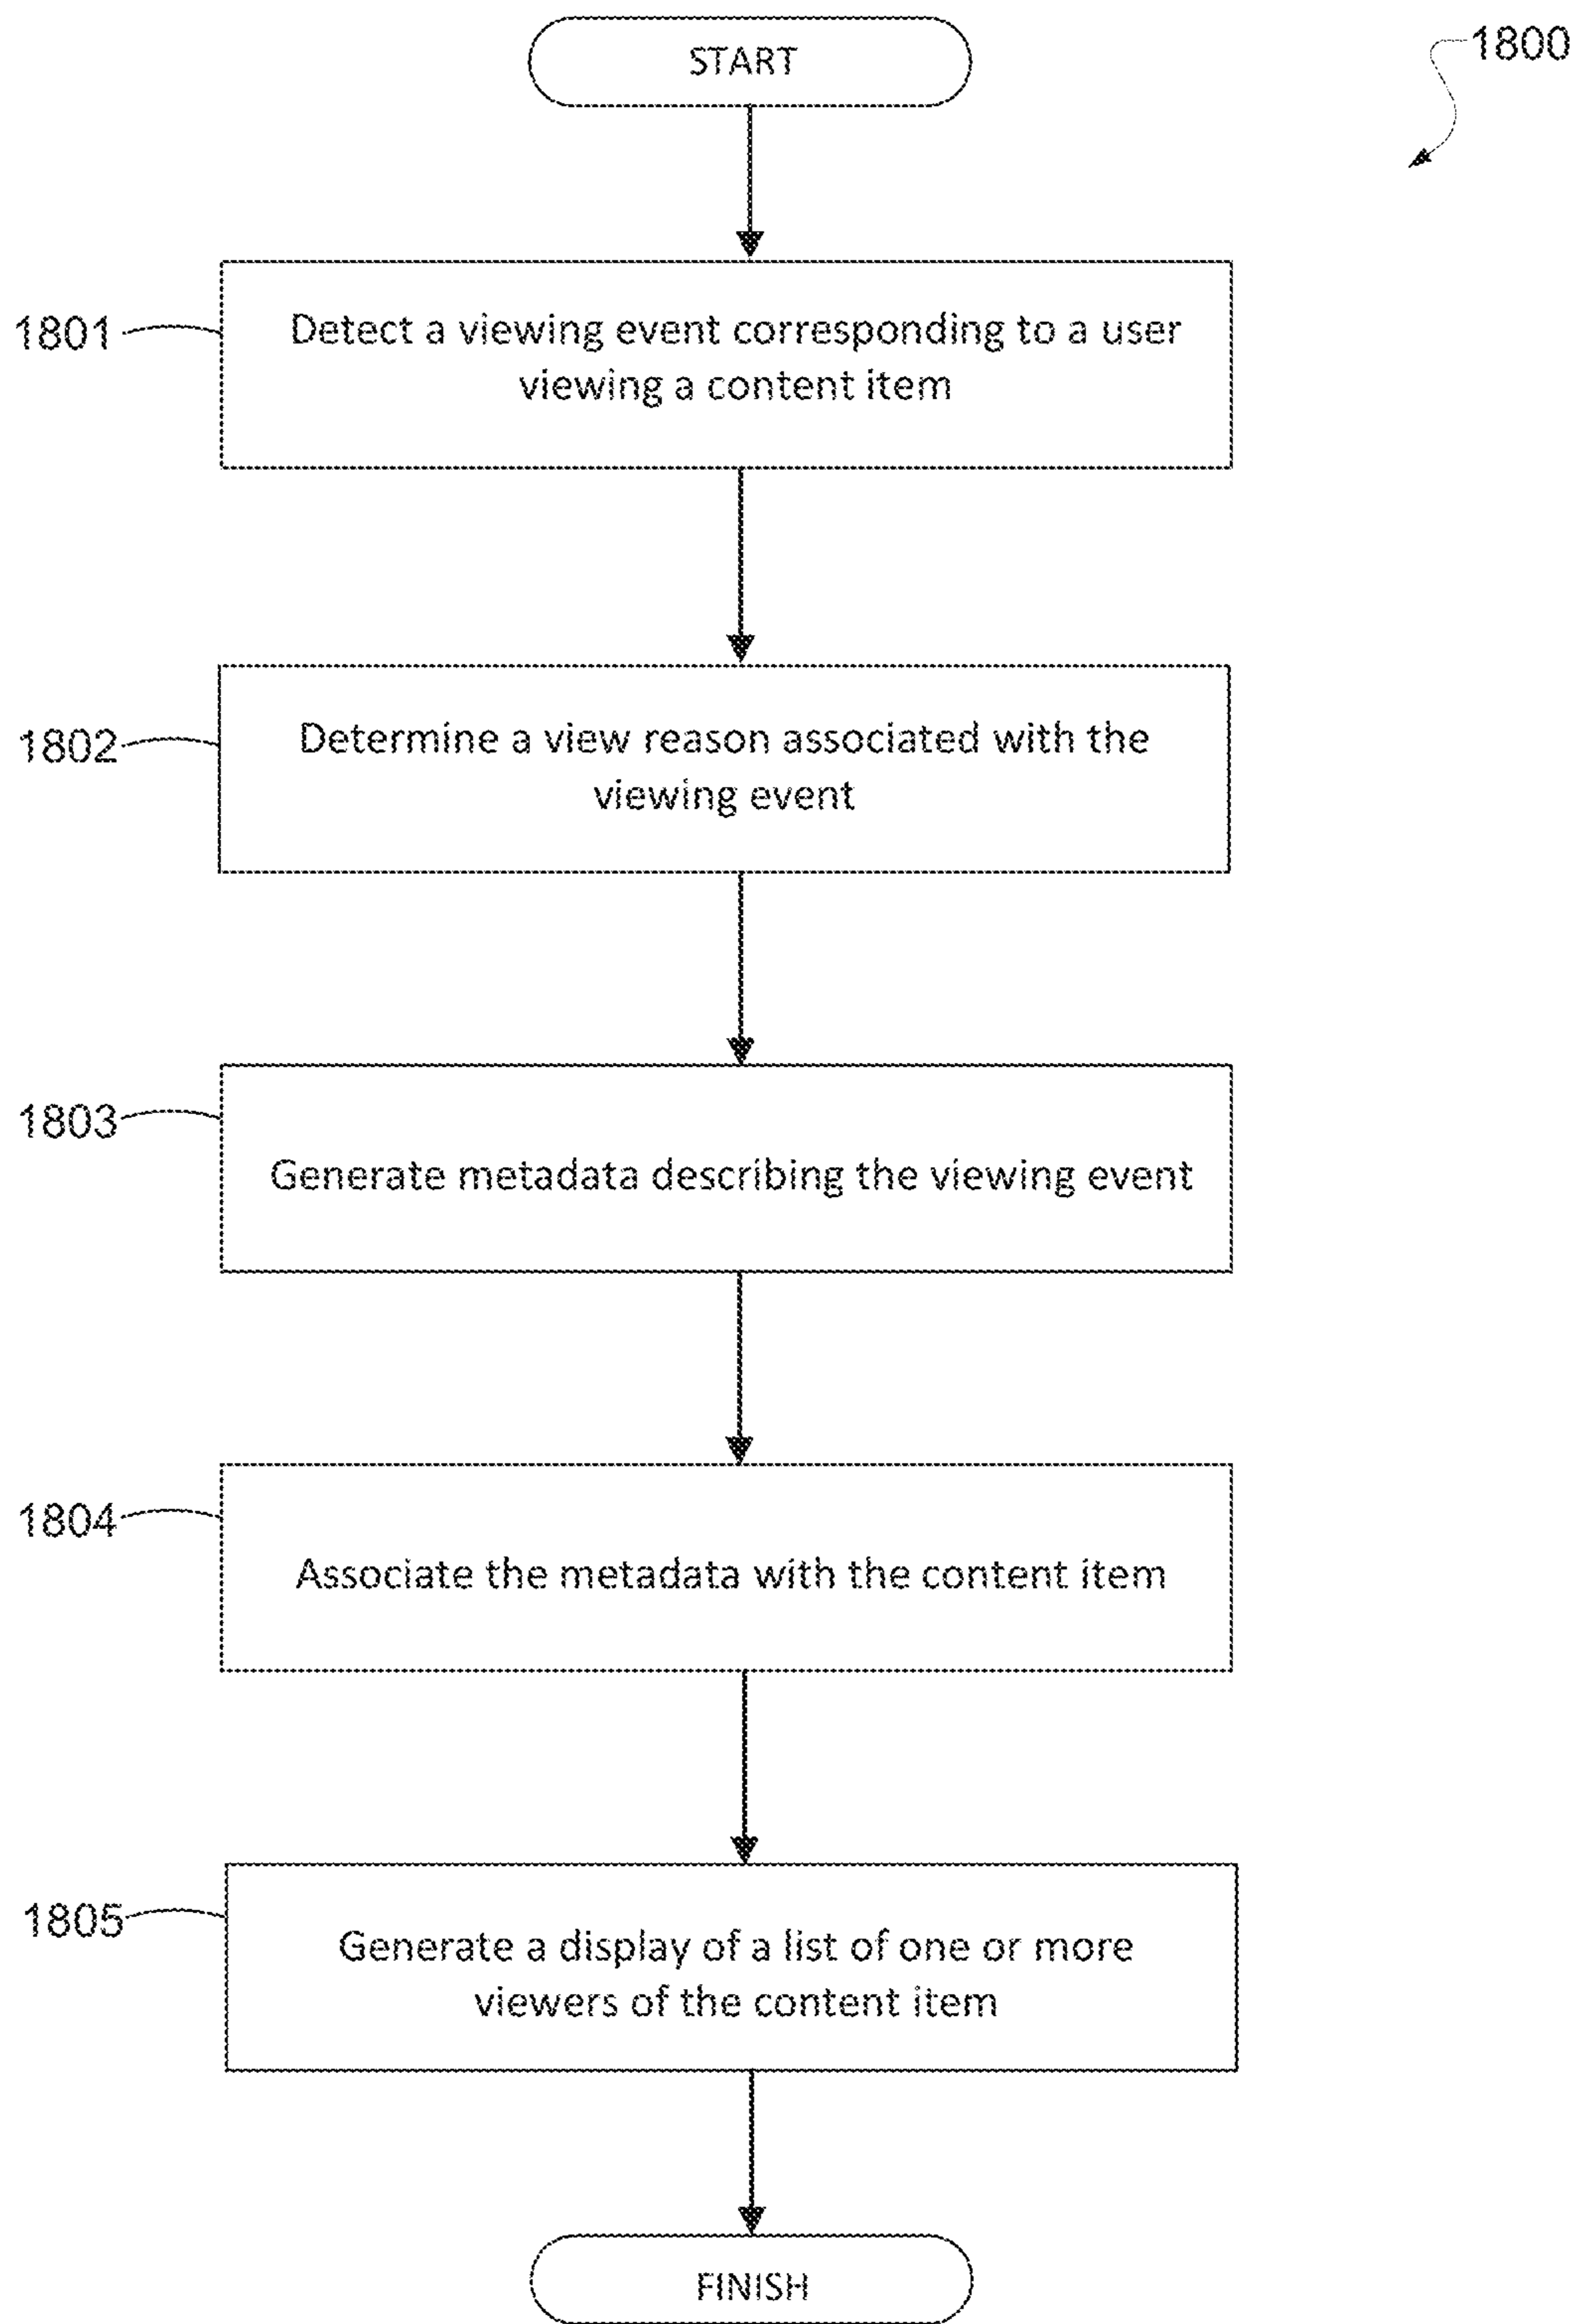 START
1800
1801
Detect a viewing event corresponding to a user
viewing a content item
1802
Determine a view reason associated with the
viewing event
1803
Generate metadata describing the viewing event
1804
Associate the metadata with the content item
1805
Generate a display of a list of one or more
viewers of the content item
FINISH